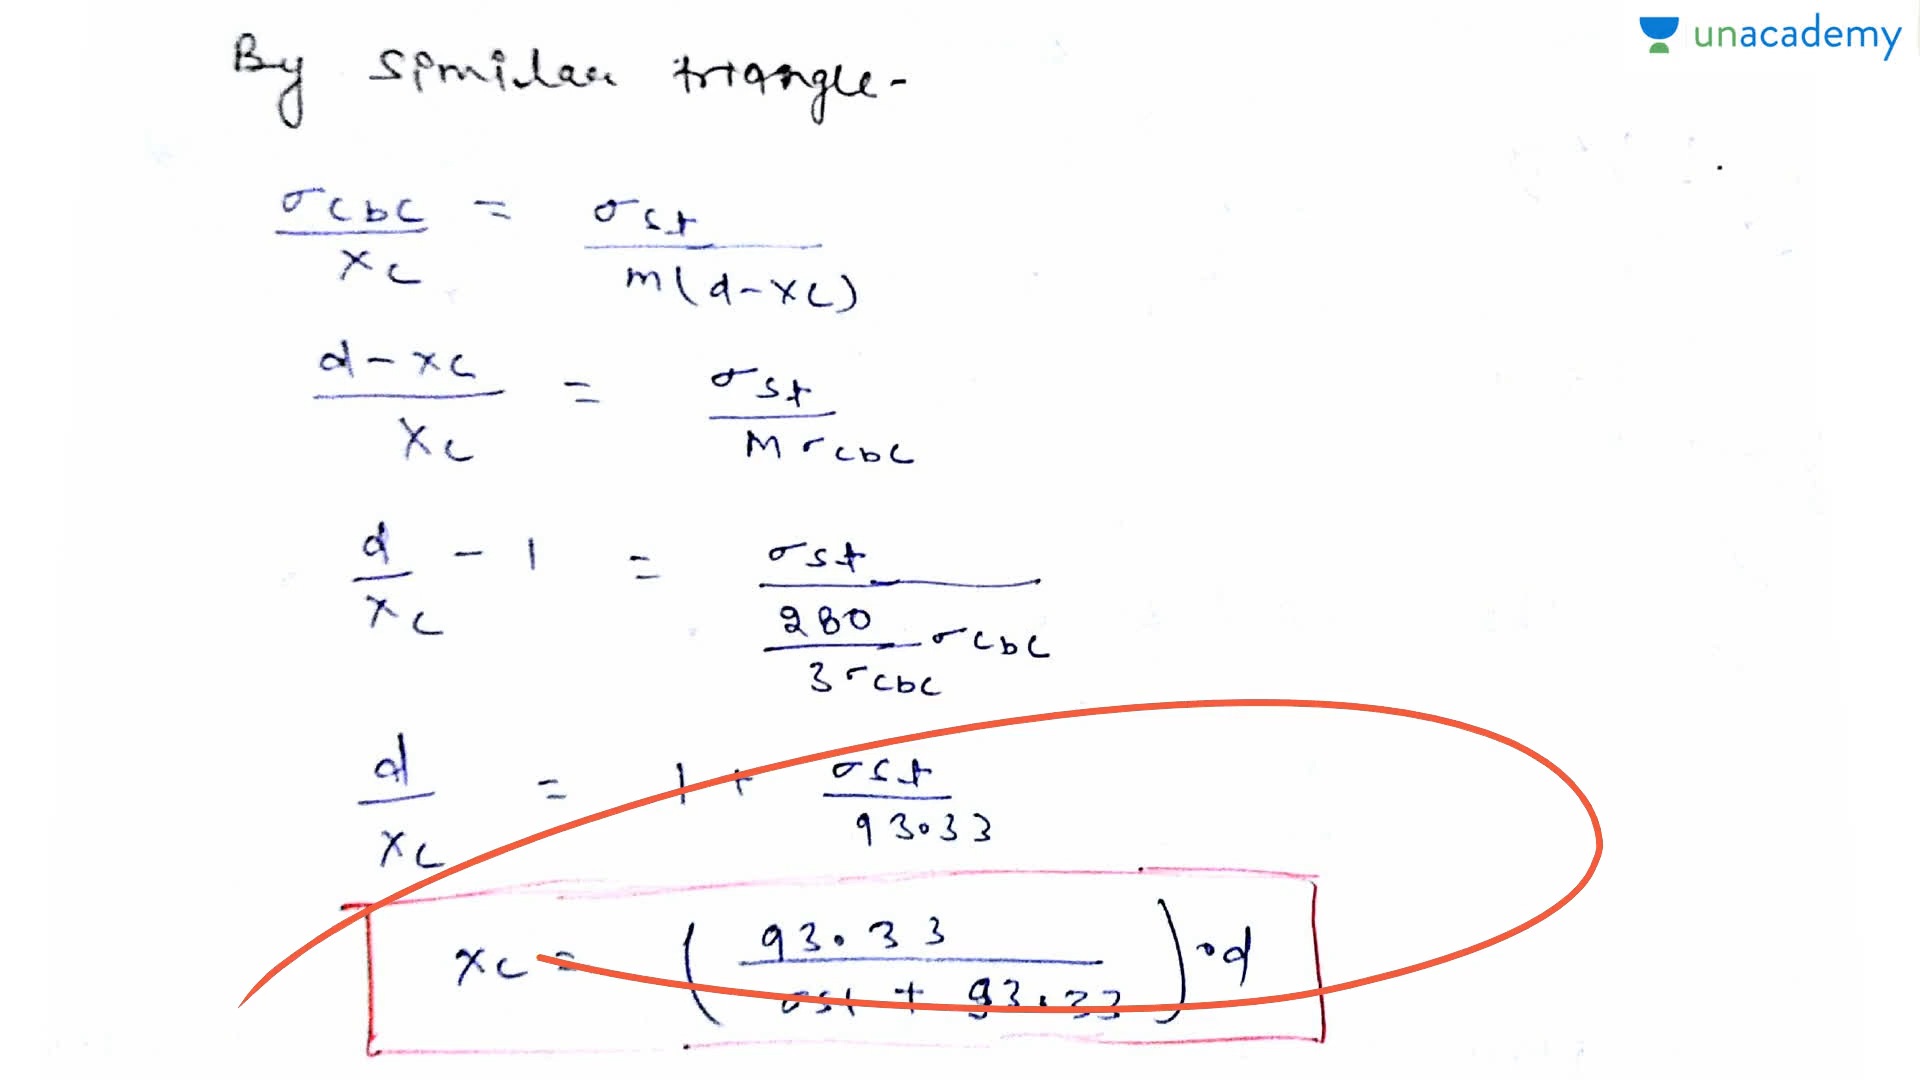 unacademy
By similar triangle-
σcbc / xc = σst / m(d-xc)
d-xc / xc = σst / mσcbc
d / xc - 1 = σst / (280 / 3σcbc) σcbc
d / xc = 1 + σst / 93.33
xc = (93.33 / σst + 93.33) . d